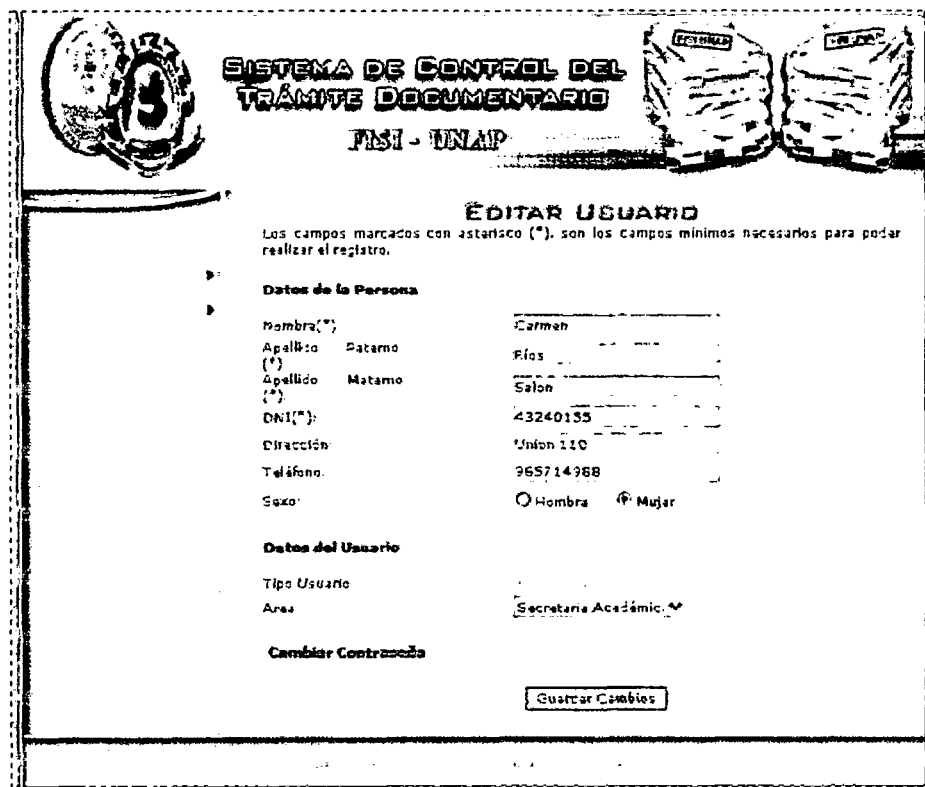 SISTEMA DE CONTROL DEL
TRÁMITE DOCUMENTARIO
FISI - UNAP
EDITAR USUARIO
Los campos marcados con asterisco (*), son los campos mínimos necesarios para poder
realizar el registro.
Datos de la Persona
Nombre(*) Carmen
Apellido Paterno
(*) Ríos
Apellido Materno
(*): Salon
DNI(*): 43240155
Dirección: Union 110
Teléfono: 965714988
Sexo: Hombre Mujer
Datos del Usuario
Tipo Usuario
Area Secretaria Académic
Cambiar Contraseña
Guardar Cambios